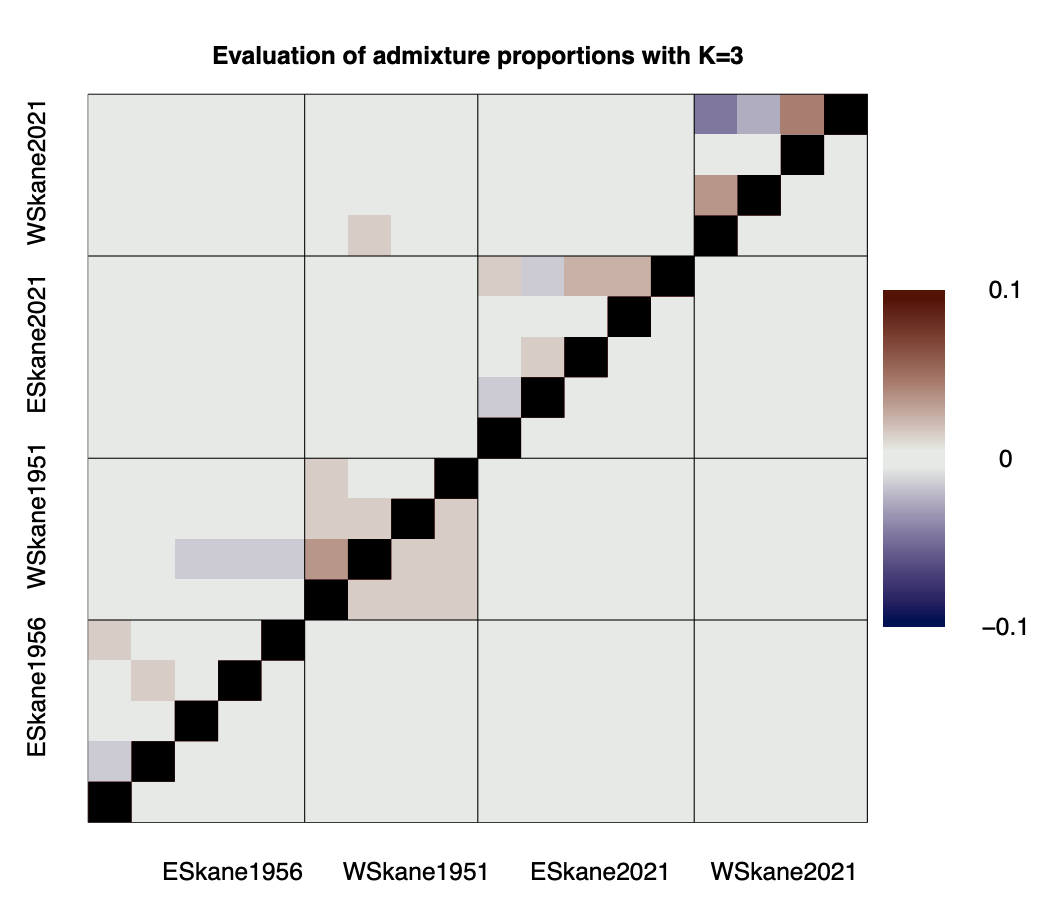 Evaluation of admixture proportions with K=3
WSkane2021
ESkane2021
WSkane1951
ESkane1956
0.1
0
−0.1
ESkane1956
WSkane1951
ESkane2021
WSkane2021